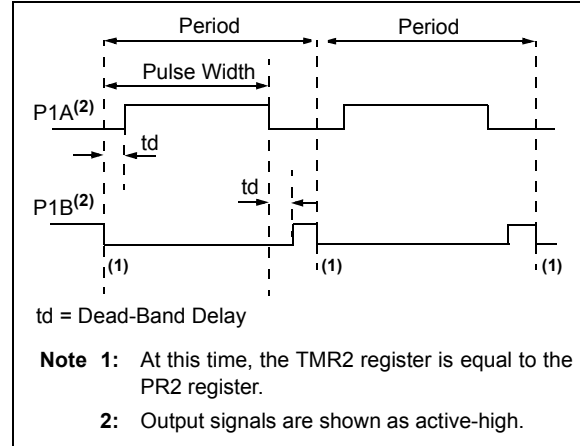 Period Period
Pulse Width
P1A(2)
td
td
P1B(2)
(1) (1) (1)
td = Dead-Band Delay
Note 1: At this time, the TMR2 register is equal to the
PR2 register.
2: Output signals are shown as active-high.